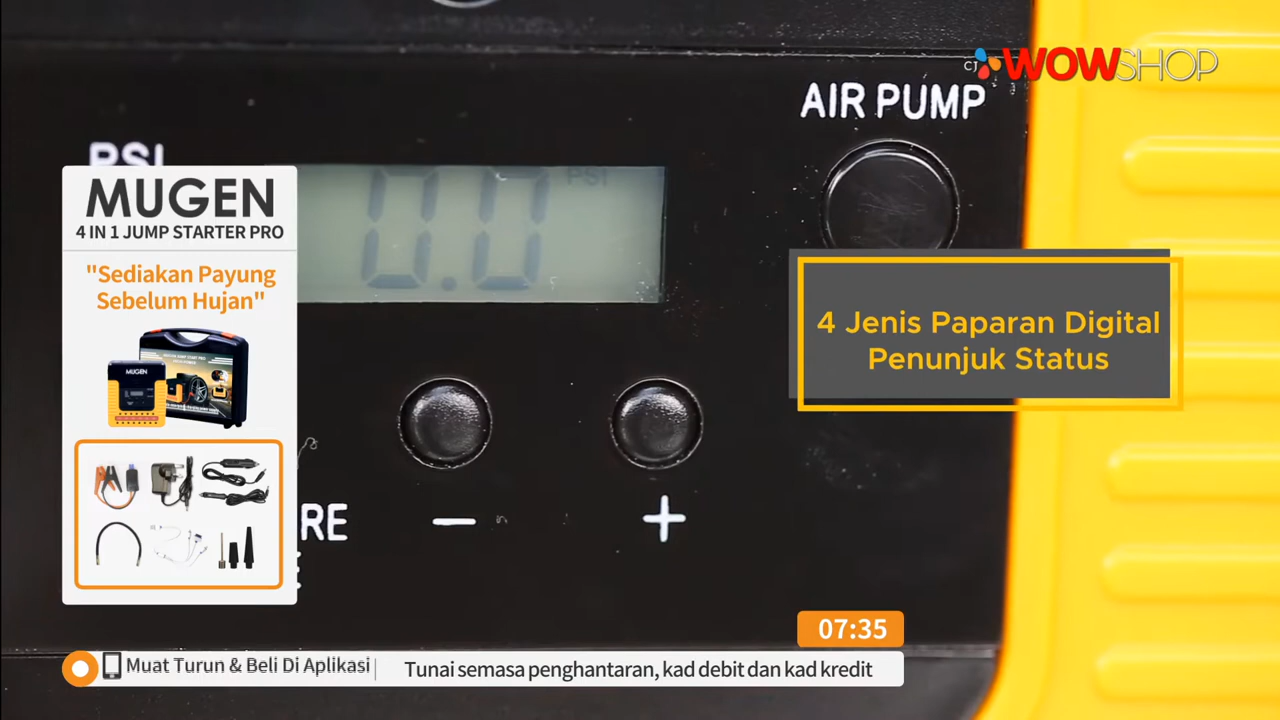 CJ WOWSHOP
AIR PUMP
PSI
0.0 PSI
MUGEN
4 IN 1 JUMP STARTER PRO
"Sediakan Payung
Sebelum Hujan"
MUGEN
4 Jenis Paparan Digital
Penunjuk Status
RE
− +
07:35
Muat Turun & Beli Di Aplikasi
Tunai semasa penghantaran, kad debit dan kad kredit